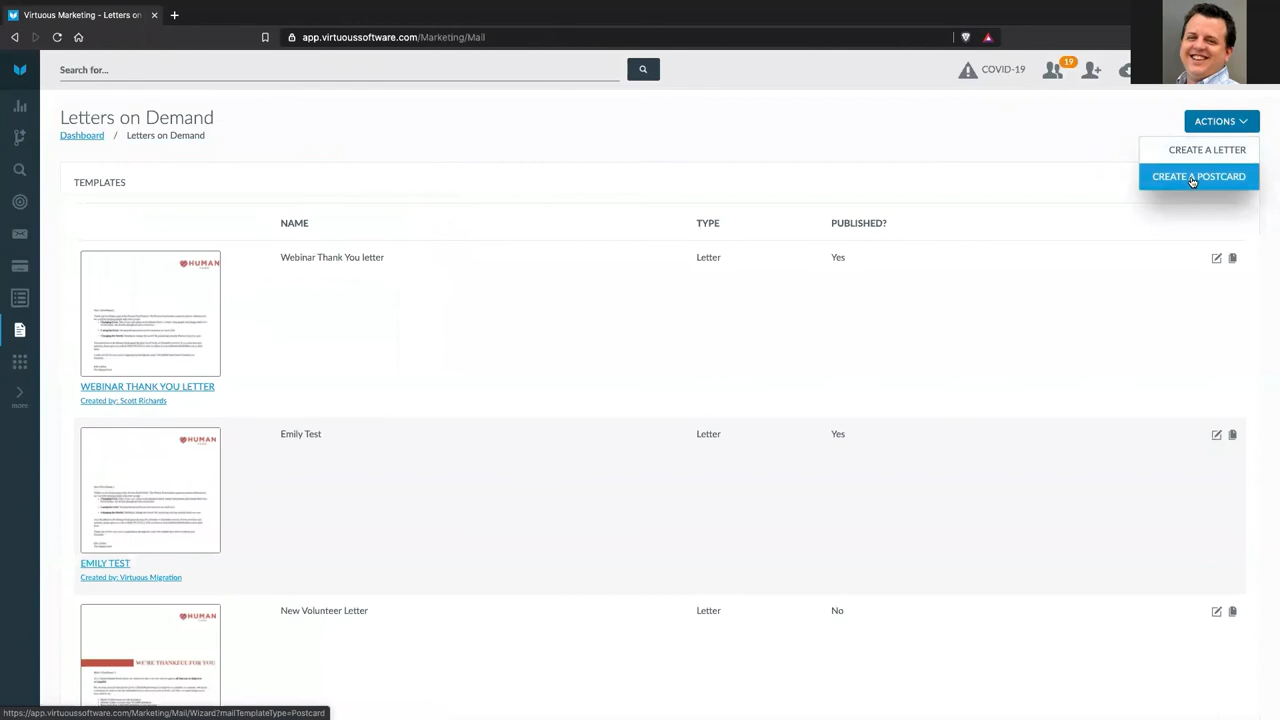 Virtuous Marketing - Letters on
app.virtuoussoftware.com/Marketing/Mail
Search for...
COVID-19
19
Letters on Demand
Dashboard / Letters on Demand
ACTIONS
CREATE A LETTER
CREATE A POSTCARD
TEMPLATES
NAME TYPE PUBLISHED?
Webinar Thank You letter Letter Yes
HUMAN
WEBINAR THANK YOU LETTER
Created by: Scott Richards
Emily Test Letter Yes
HUMAN
EMILY TEST
Created by: Virtuous Migration
New Volunteer Letter Letter No
HUMAN
WE'RE THANKFUL FOR YOU
more
https://app.virtuoussoftware.com/Marketing/Mail/Wizard?mailTemplateType=Postcard